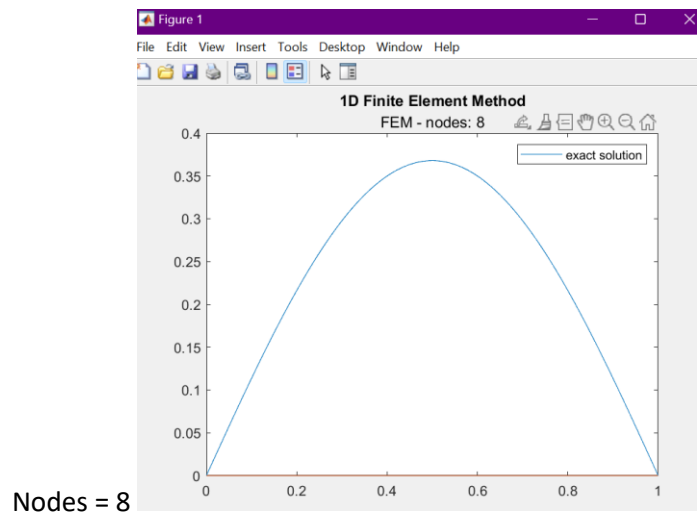 Figure 1
File Edit View Insert Tools Desktop Window Help
1D Finite Element Method
FEM - nodes: 8
exact solution
0.4
0.35
0.3
0.25
0.2
0.15
0.1
0.05
0
0 0.2 0.4 0.6 0.8 1
Nodes = 8